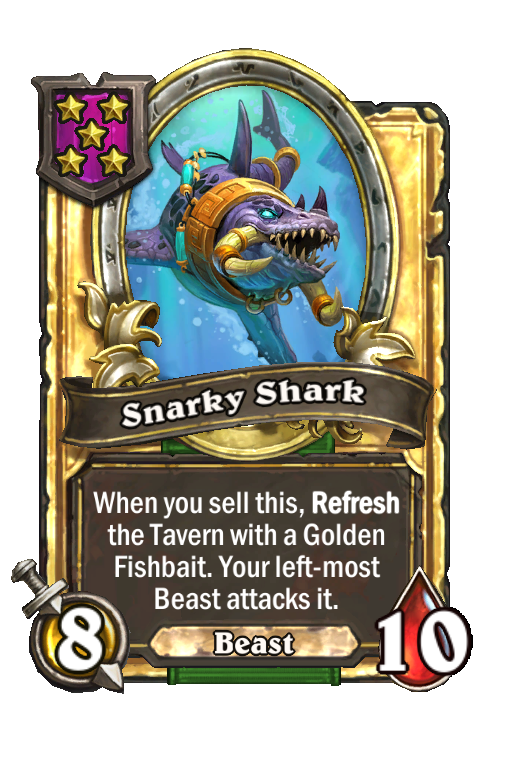 Snarky Shark
When you sell this, Refresh
the Tavern with a Golden
Fishbait. Your left-most
Beast attacks it.
8
Beast
10